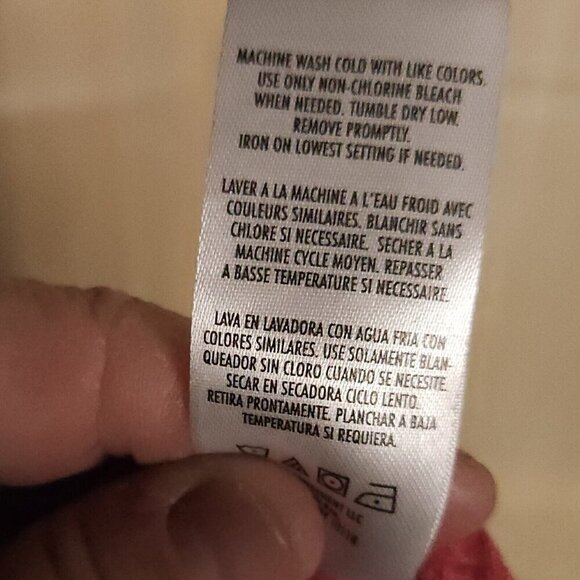 MACHINE WASH COLD WITH LIKE COLORS.
USE ONLY NON-CHLORINE BLEACH
WHEN NEEDED. TUMBLE DRY LOW.
REMOVE PROMPTLY.
IRON ON LOWEST SETTING IF NEEDED.
LAVER A LA MACHINE A L'EAU FROID AVEC
COULEURS SIMILAIRES. BLANCHIR SANS
CHLORE SI NECESSAIRE. SECHER A LA
MACHINE CYCLE MOYEN. REPASSER
A BASSE TEMPERATURE SI NECESSAIRE.
LAVA EN LAVADORA CON AGUA FRIA CON
COLORES SIMILARES. USE SOLAMENTE BLAN-
QUEADOR SIN CLORO CUANDO SE NECESITE.
SECAR EN SECADORA CICLO LENTO.
RETIRA PRONTAMENTE. PLANCHAR A BAJA
TEMPERATURA SI REQUIERA.
LLC